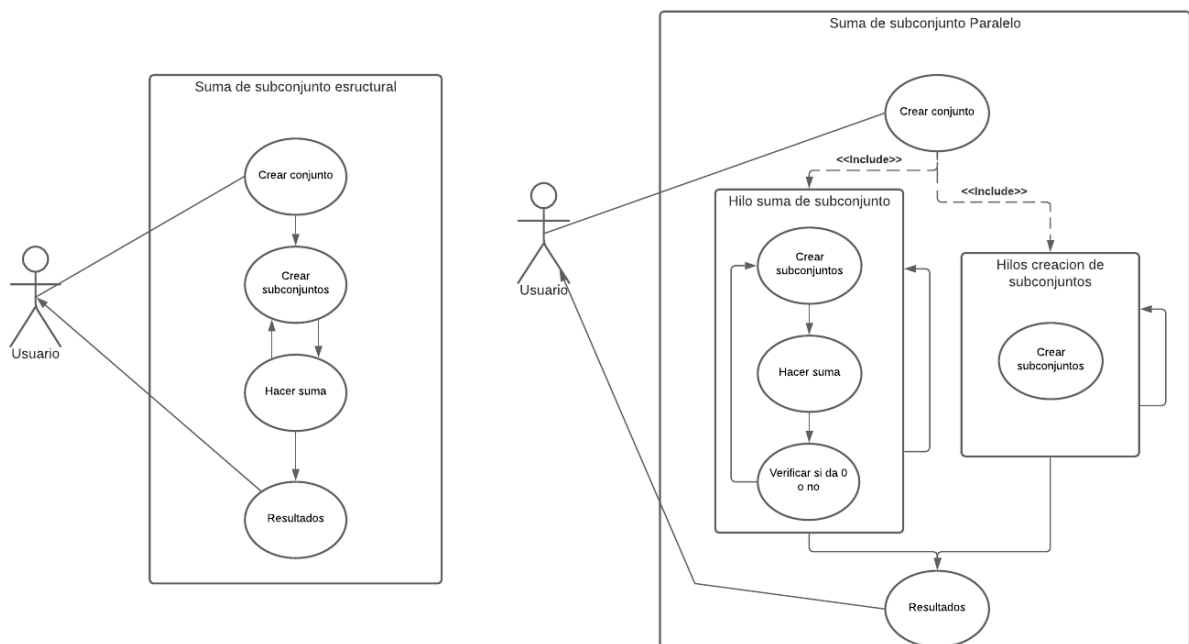 Suma de subconjunto esructural
Crear conjunto
Crear
subconjuntos
Hacer suma
Resultados
Usuario
Suma de subconjunto Paralelo
Crear conjunto
<<Include>>
<<Include>>
Hilo suma de subconjunto
Crear
subconjuntos
Hacer suma
Verificar si da 0
o no
Hilos creacion de
subconjuntos
Crear
subconjuntos
Usuario
Resultados